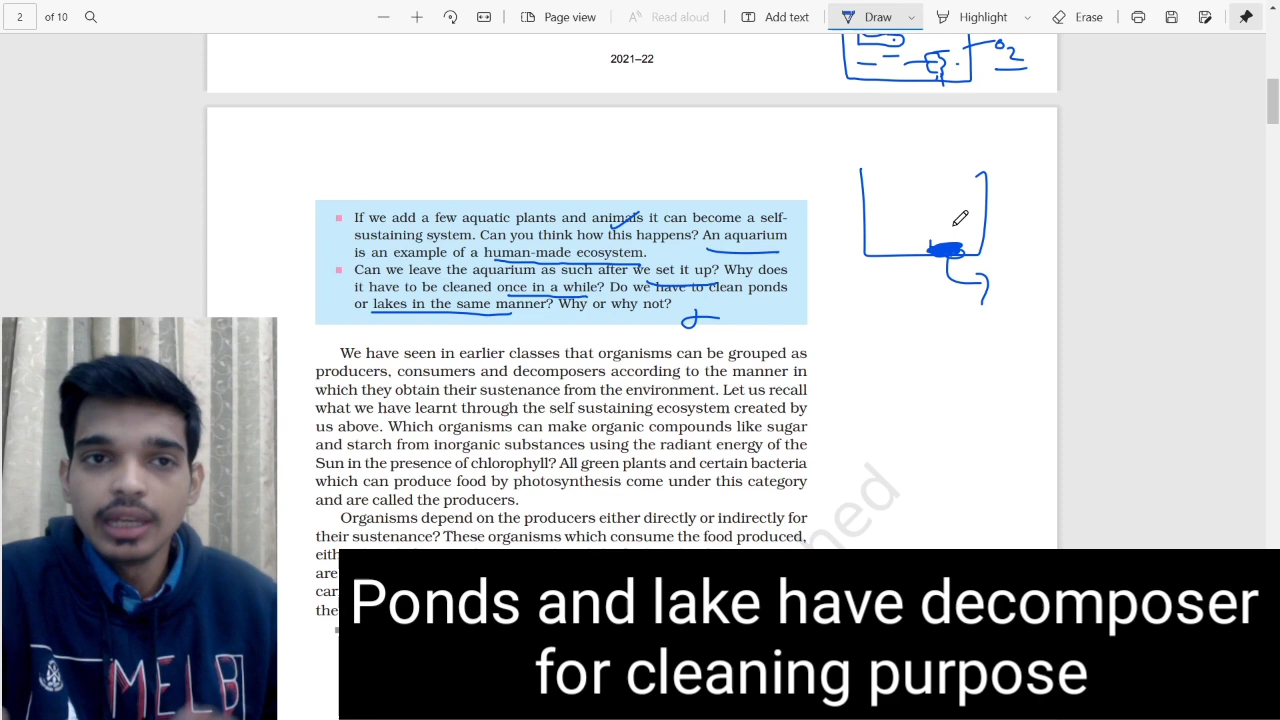 2 of 10 Page view Read aloud Add text Draw Highlight Erase
2021–22
O2
■ If we add a few aquatic plants and animals it can become a self-
sustaining system. Can you think how this happens? An aquarium
is an example of a human-made ecosystem.
■ Can we leave the aquarium as such after we set it up? Why does
it have to be cleaned once in a while? Do we have to clean ponds
or lakes in the same manner? Why or why not?
We have seen in earlier classes that organisms can be grouped as
producers, consumers and decomposers according to the manner in
which they obtain their sustenance from the environment. Let us recall
what we have learnt through the self sustaining ecosystem created by
us above. Which organisms can make organic compounds like sugar
and starch from inorganic substances using the radiant energy of the
Sun in the presence of chlorophyll? All green plants and certain bacteria
which can produce food by photosynthesis come under this category
and are called the producers.
Organisms depend on the producers either directly or indirectly for
their sustenance? These organisms which consume the food produced,
are
Ponds and lake have decomposer
for cleaning purpose
MELB